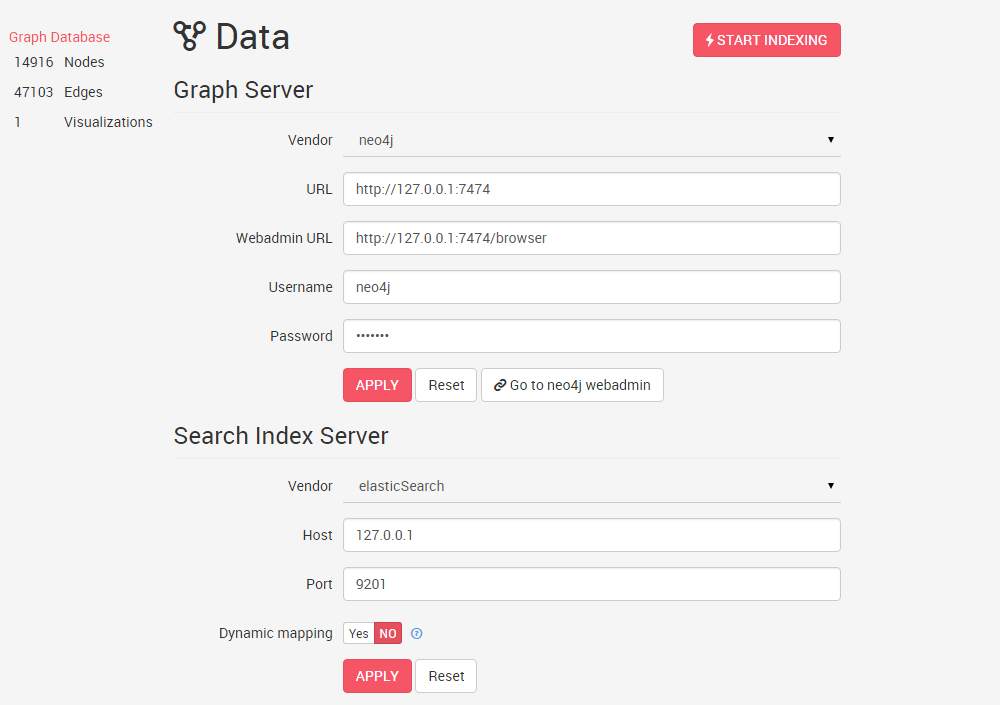 Graph Database
14916 Nodes
47103 Edges
1 Visualizations
Data
START INDEXING
Graph Server
Vendor neo4j
URL http://127.0.0.1:7474
Webadmin URL http://127.0.0.1:7474/browser
Username neo4j
Password •••••••
APPLY Reset Go to neo4j webadmin
Search Index Server
Vendor elasticSearch
Host 127.0.0.1
Port 9201
Dynamic mapping Yes NO ?
APPLY Reset